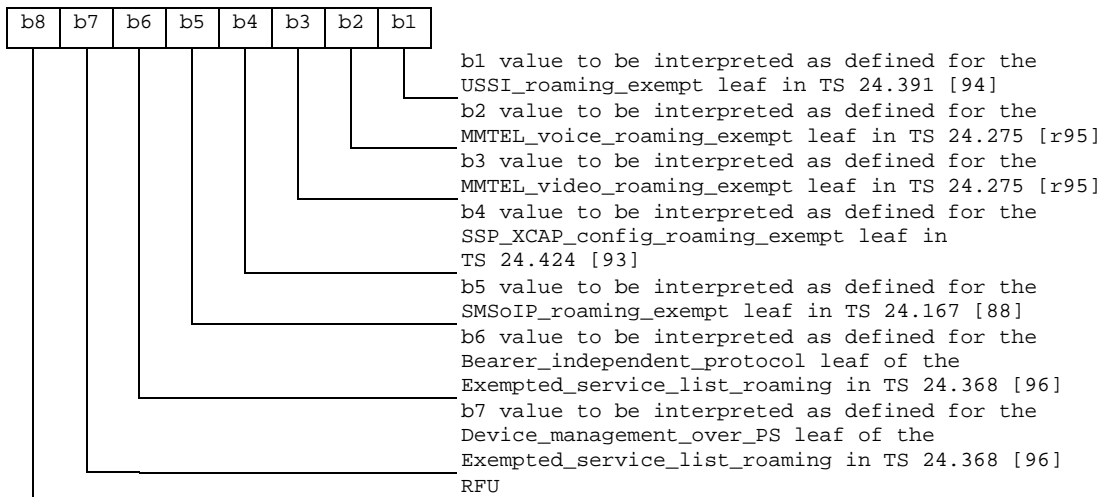 b8 b7 b6 b5 b4 b3 b2 b1
b1 value to be interpreted as defined for the
USSI_roaming_exempt leaf in TS 24.391 [94]
b2 value to be interpreted as defined for the
MMTEL_voice_roaming_exempt leaf in TS 24.275 [r95]
b3 value to be interpreted as defined for the
MMTEL_video_roaming_exempt leaf in TS 24.275 [r95]
b4 value to be interpreted as defined for the
SSP_XCAP_config_roaming_exempt leaf in
TS 24.424 [93]
b5 value to be interpreted as defined for the
SMSoIP_roaming_exempt leaf in TS 24.167 [88]
b6 value to be interpreted as defined for the
Bearer_independent_protocol leaf of the
Exempted_service_list_roaming in TS 24.368 [96]
b7 value to be interpreted as defined for the
Device_management_over_PS leaf of the
Exempted_service_list_roaming in TS 24.368 [96]
RFU